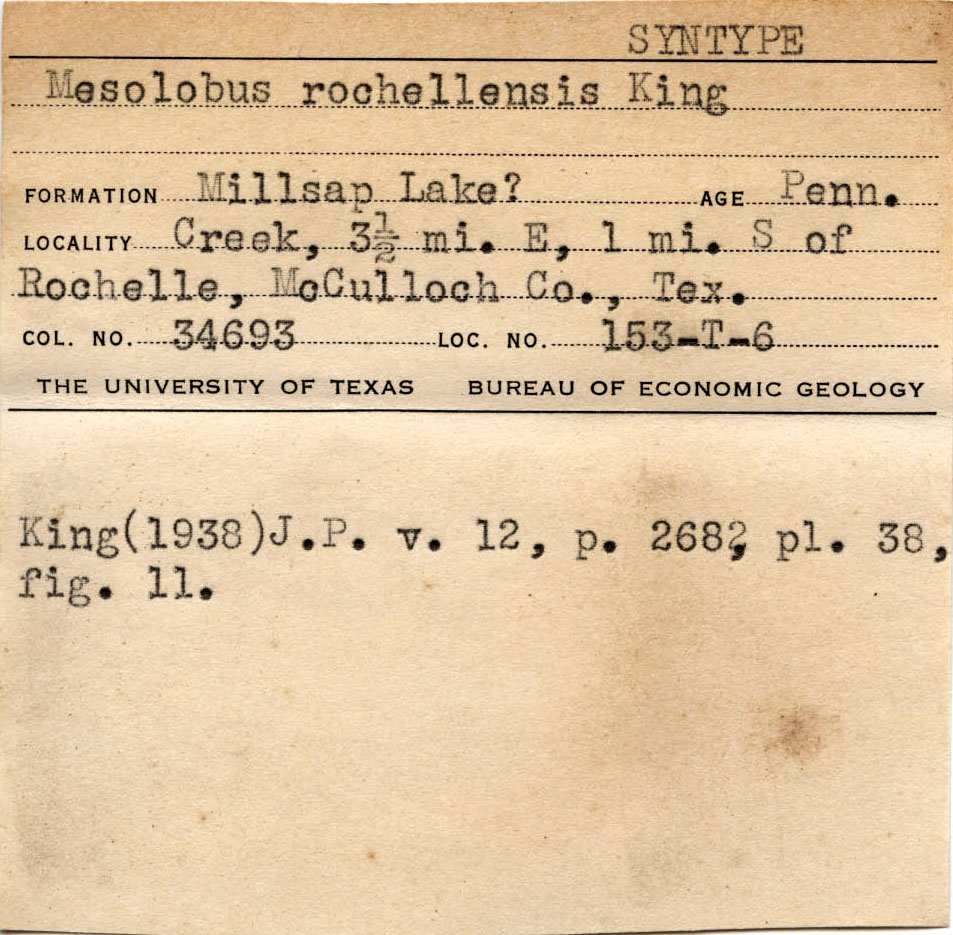 SYNTYPE
Mesolobus rochellensis King
FORMATION Millsap Lake? AGE Penn.
LOCALITY Creek, 3½ mi. E, 1 mi. S of
Rochelle, McCulloch Co., Tex.
COL. NO. 34693 LOC. NO. 153-T-6
THE UNIVERSITY OF TEXAS BUREAU OF ECONOMIC GEOLOGY
King(1938)J.P. v. 12, p. 268, pl. 38,
fig. 11.